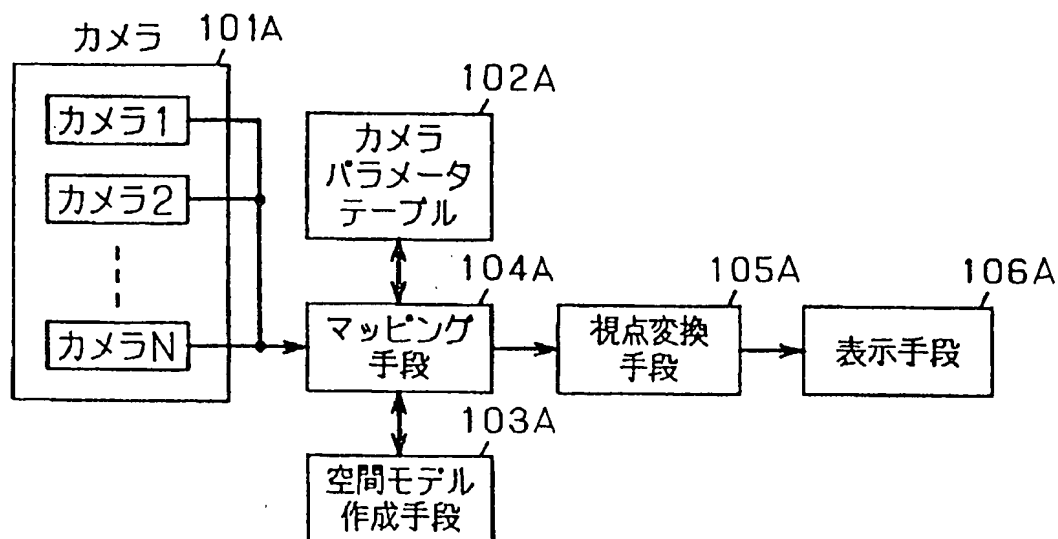 カメラ
101A
カメラ1
カメラ2
カメラN
102A
カメラ
パラメータ
テーブル
104A
マッピング
手段
105A
視点変換
手段
106A
表示手段
103A
空間モデル
作成手段